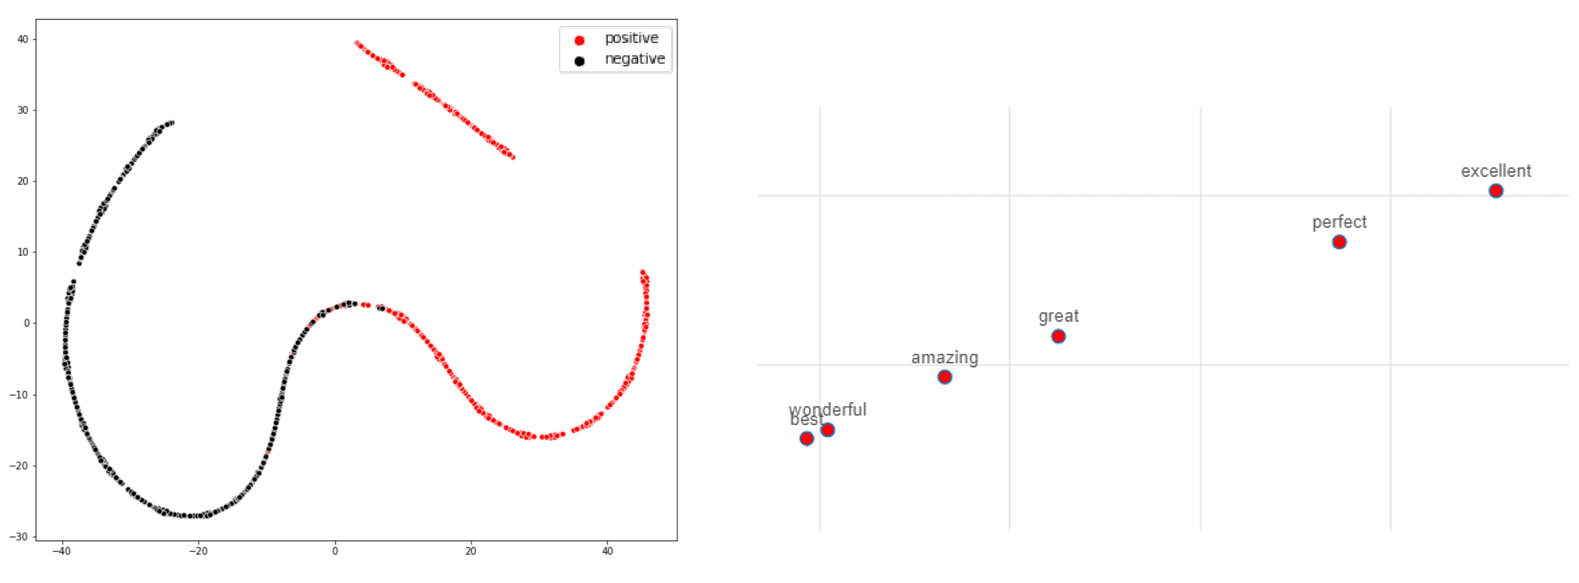 positive
negative
40
30
20
10
0
−10
−20
−30
−40
−20
0
20
40
excellent
perfect
great
amazing
wonderful
best